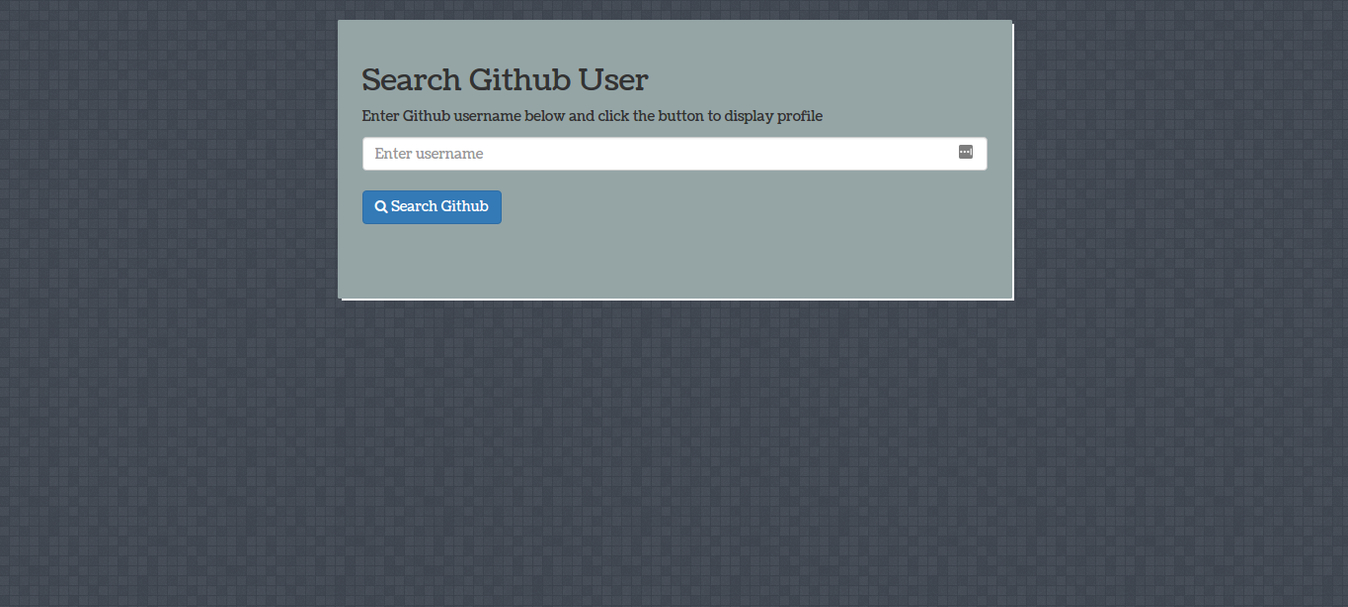 Search Github User
Enter Github username below and click the button to display profile
Enter username
Search Github